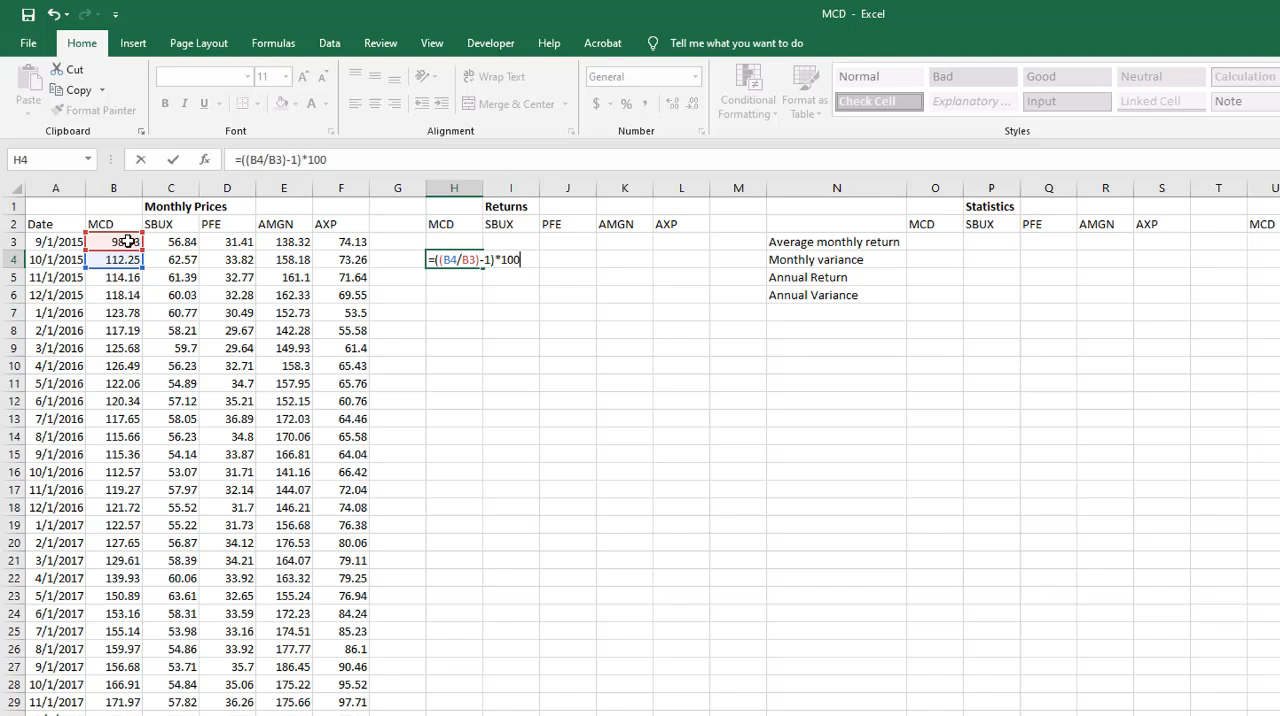 MCD - Excel
File Home Insert Page Layout Formulas Data Review View Developer Help Acrobat Tell me what you want to do
Cut
Copy
Format Painter
Paste
Clipboard
11 A A
B I U A
Font
Wrap Text
Merge & Center
Alignment
General
$ % ,
Number
Conditional Formatting
Format as Table
Normal Bad Good Neutral Calculation
Check Cell Explanatory ... Input Linked Cell Note
Styles
H4 fx =((B4/B3)-1)*100
A B C D E F G H I J K L M N O P Q R S T U
1 Monthly Prices Returns Statistics
2 Date MCD SBUX PFE AMGN AXP MCD SBUX PFE AMGN AXP MCD SBUX PFE AMGN AXP MCD
3 9/1/2015 56.84 31.41 138.32 74.13 Average monthly return
4 10/1/2015 112.25 62.57 33.82 158.18 73.26 =((B4/B3)-1)*100 Monthly variance
5 11/1/2015 114.16 61.39 32.77 161.1 71.64 Annual Return
6 12/1/2015 118.14 60.03 32.28 162.33 69.55 Annual Variance
7 1/1/2016 123.78 60.77 30.49 152.73 53.5
8 2/1/2016 117.19 58.21 29.67 142.28 55.58
9 3/1/2016 125.68 59.7 29.64 149.93 61.4
10 4/1/2016 126.49 56.23 32.71 158.3 65.43
11 5/1/2016 122.06 54.89 34.7 157.95 65.76
12 6/1/2016 120.34 57.12 35.21 152.15 60.76
13 7/1/2016 117.65 58.05 36.89 172.03 64.46
14 8/1/2016 115.66 56.23 34.8 170.06 65.58
15 9/1/2016 115.36 54.14 33.87 166.81 64.04
16 10/1/2016 112.57 53.07 31.71 141.16 66.42
17 11/1/2016 119.27 57.97 32.14 144.07 72.04
18 12/1/2016 121.72 55.52 31.7 146.21 74.08
19 1/1/2017 122.57 55.22 31.73 156.68 76.38
20 2/1/2017 127.65 56.87 34.12 176.53 80.06
21 3/1/2017 129.61 58.39 34.21 164.07 79.11
22 4/1/2017 139.93 60.06 33.92 163.32 79.25
23 5/1/2017 150.89 63.61 32.65 155.24 76.94
24 6/1/2017 153.16 58.31 33.59 172.23 84.24
25 7/1/2017 155.14 53.98 33.16 174.51 85.23
26 8/1/2017 159.97 54.86 33.92 177.77 86.1
27 9/1/2017 156.68 53.71 35.7 186.45 90.46
28 10/1/2017 166.91 54.84 35.06 175.22 95.52
29 11/1/2017 171.97 57.82 36.26 175.66 97.71